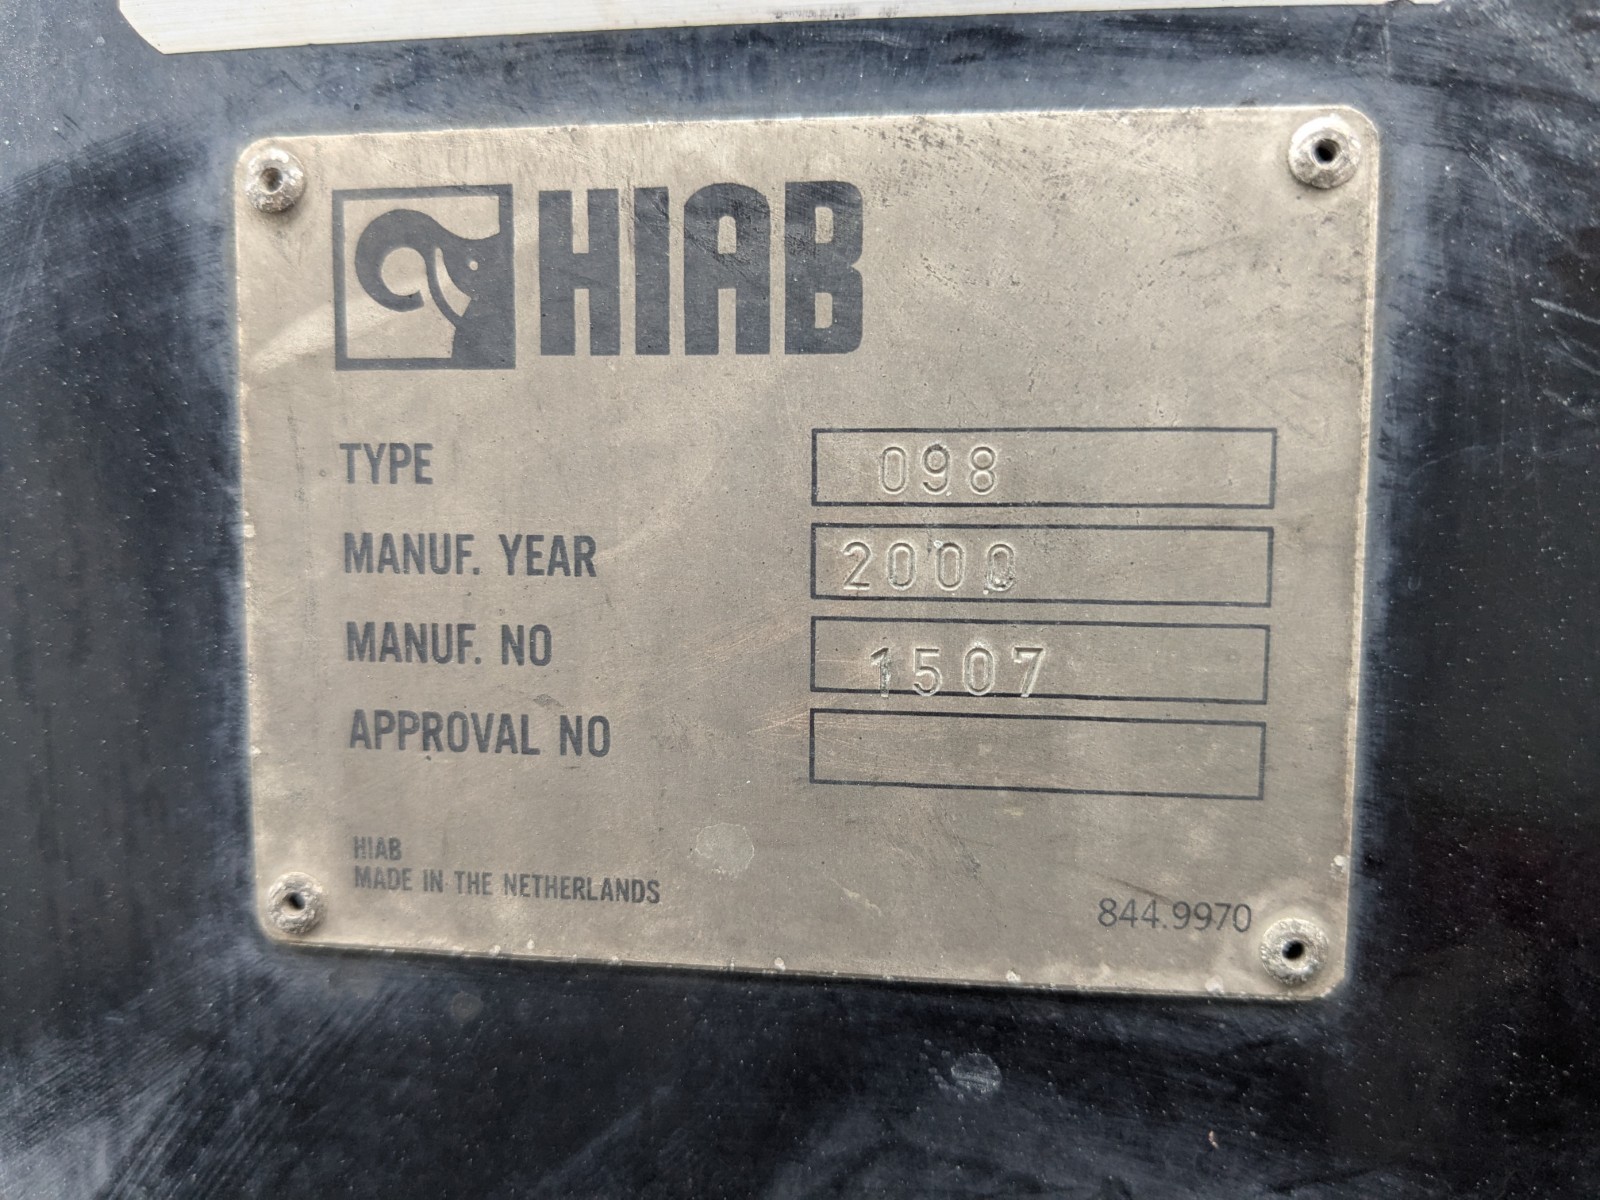 HIAB
TYPE 098
MANUF. YEAR 2000
MANUF. NO 1507
APPROVAL NO
HIAB
MADE IN THE NETHERLANDS
844.9970